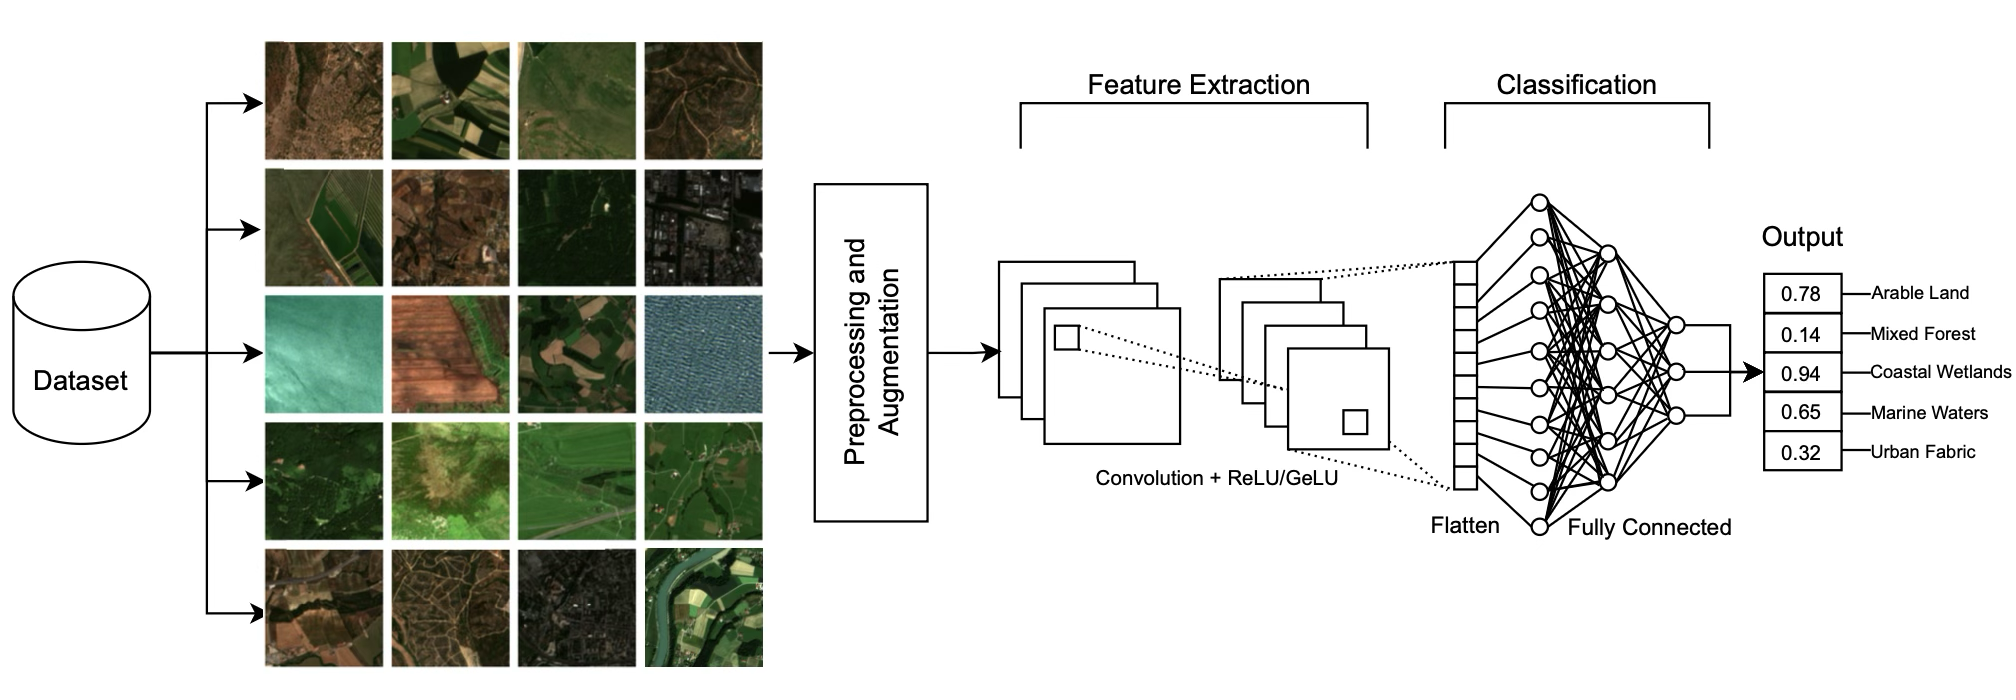 Dataset
Preprocessing and
Augmentation
Feature Extraction
Convolution + ReLU/GeLU
Classification
Flatten
Fully Connected
Output
0.78 Arable Land
0.14 Mixed Forest
0.94 Coastal Wetlands
0.65 Marine Waters
0.32 Urban Fabric